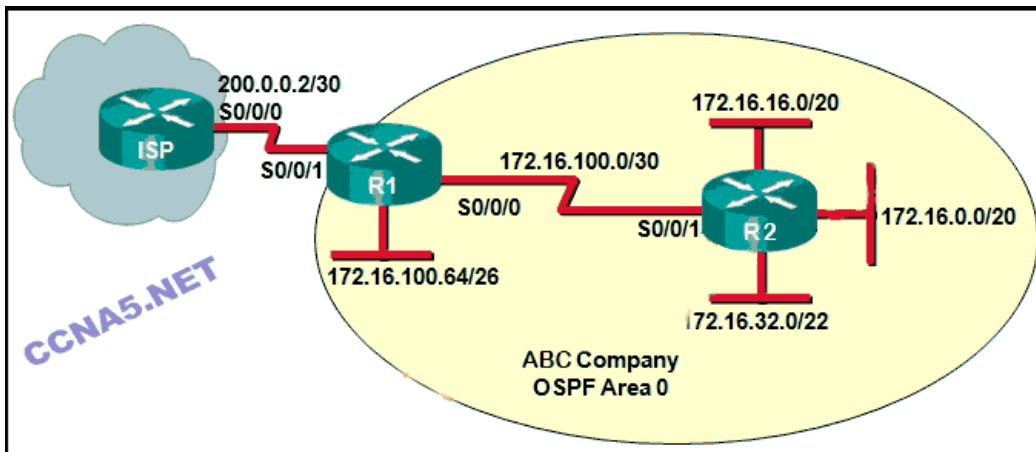 200.0.0.2/30
S0/0/0
ISP
S0/0/1
R1
172.16.100.0/30
S0/0/0
172.16.100.64/26
172.16.16.0/20
S0/0/1
R2
172.16.0.0/20
172.16.32.0/22
CCNA5.NET
ABC Company
OSPF Area 0